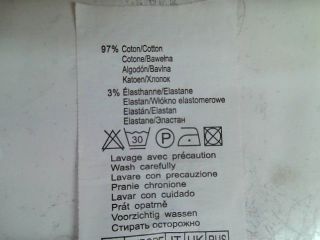 97% Coton/Cotton
Cotone/Bawełna
Algodón/Bavlna
Katoen/Хлопок
3% Élasthanne/Elastane
Elastan/Włókno elastomerowe
Elastán/Elastan
Elastane/Эластан
30 P
Lavage avec précaution
Wash carefully
Lavare con precauzione
Pranie chronione
Lavar con cuidado
Prát opatrně
Voorzichtig wassen
Стирать осторожно
IT UK RUS